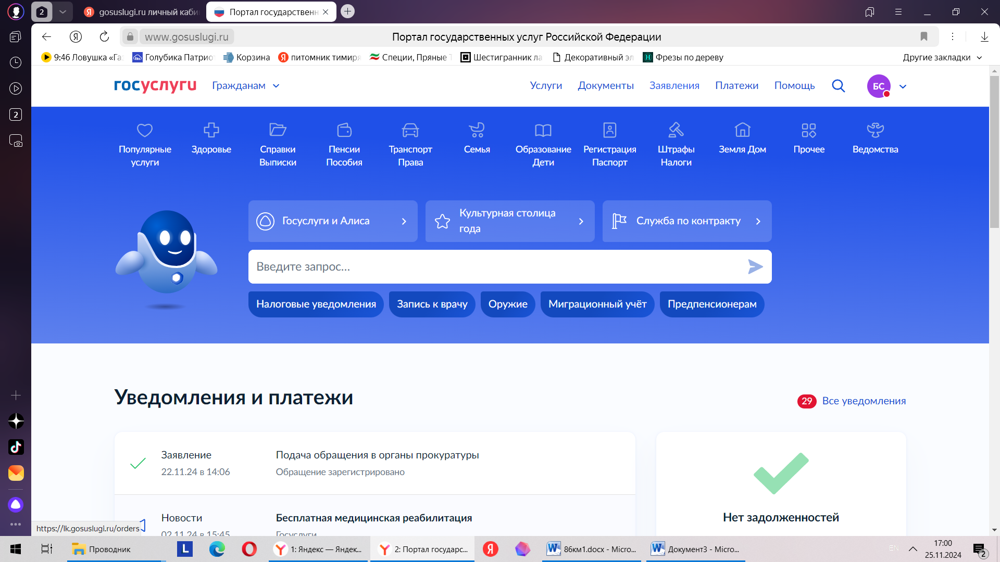 2
gosuslugi.ru личный каби
Портал государственн
www.gosuslugi.ru
Портал государственных услуг Российской Федерации
9:46 Ловушка «Га
Голубика Патрио
Корзина
питомник тимиря
Специи, Пряные Т
Шестигранник ла
Декоративный эл
Фрезы по дереву
Другие закладки
госуслуги
Гражданам
Услуги
Документы
Заявления
Платежи
Помощь
БС
2
Популярные услуги
Здоровье
Справки Выписки
Пенсии Пособия
Транспорт Права
Семья
Образование Дети
Регистрация Паспорт
Штрафы Налоги
Земля Дом
Прочее
Ведомства
Госуслуги и Алиса
Культурная столица
года
Служба по контракту
Введите запрос...
Налоговые уведомления
Запись к врачу
Оружие
Миграционный учёт
Предпенсионерам
Уведомления и платежи
29 Все уведомления
Заявление
22.11.24 в 14:06
Подача обращения в органы прокуратуры
Обращение зарегистрировано
Новости
02.11.24 в 15:45
Бесплатная медицинская реабилитация
Госуслуги
Нет задолженностей
https://lk.gosuslugi.ru/orders
Проводник
L
1: Яндекс — Яндек...
2: Портал государс...
86км1.docx - Micro...
Документ3 - Micro...
EN
17:00
25.11.2024
2